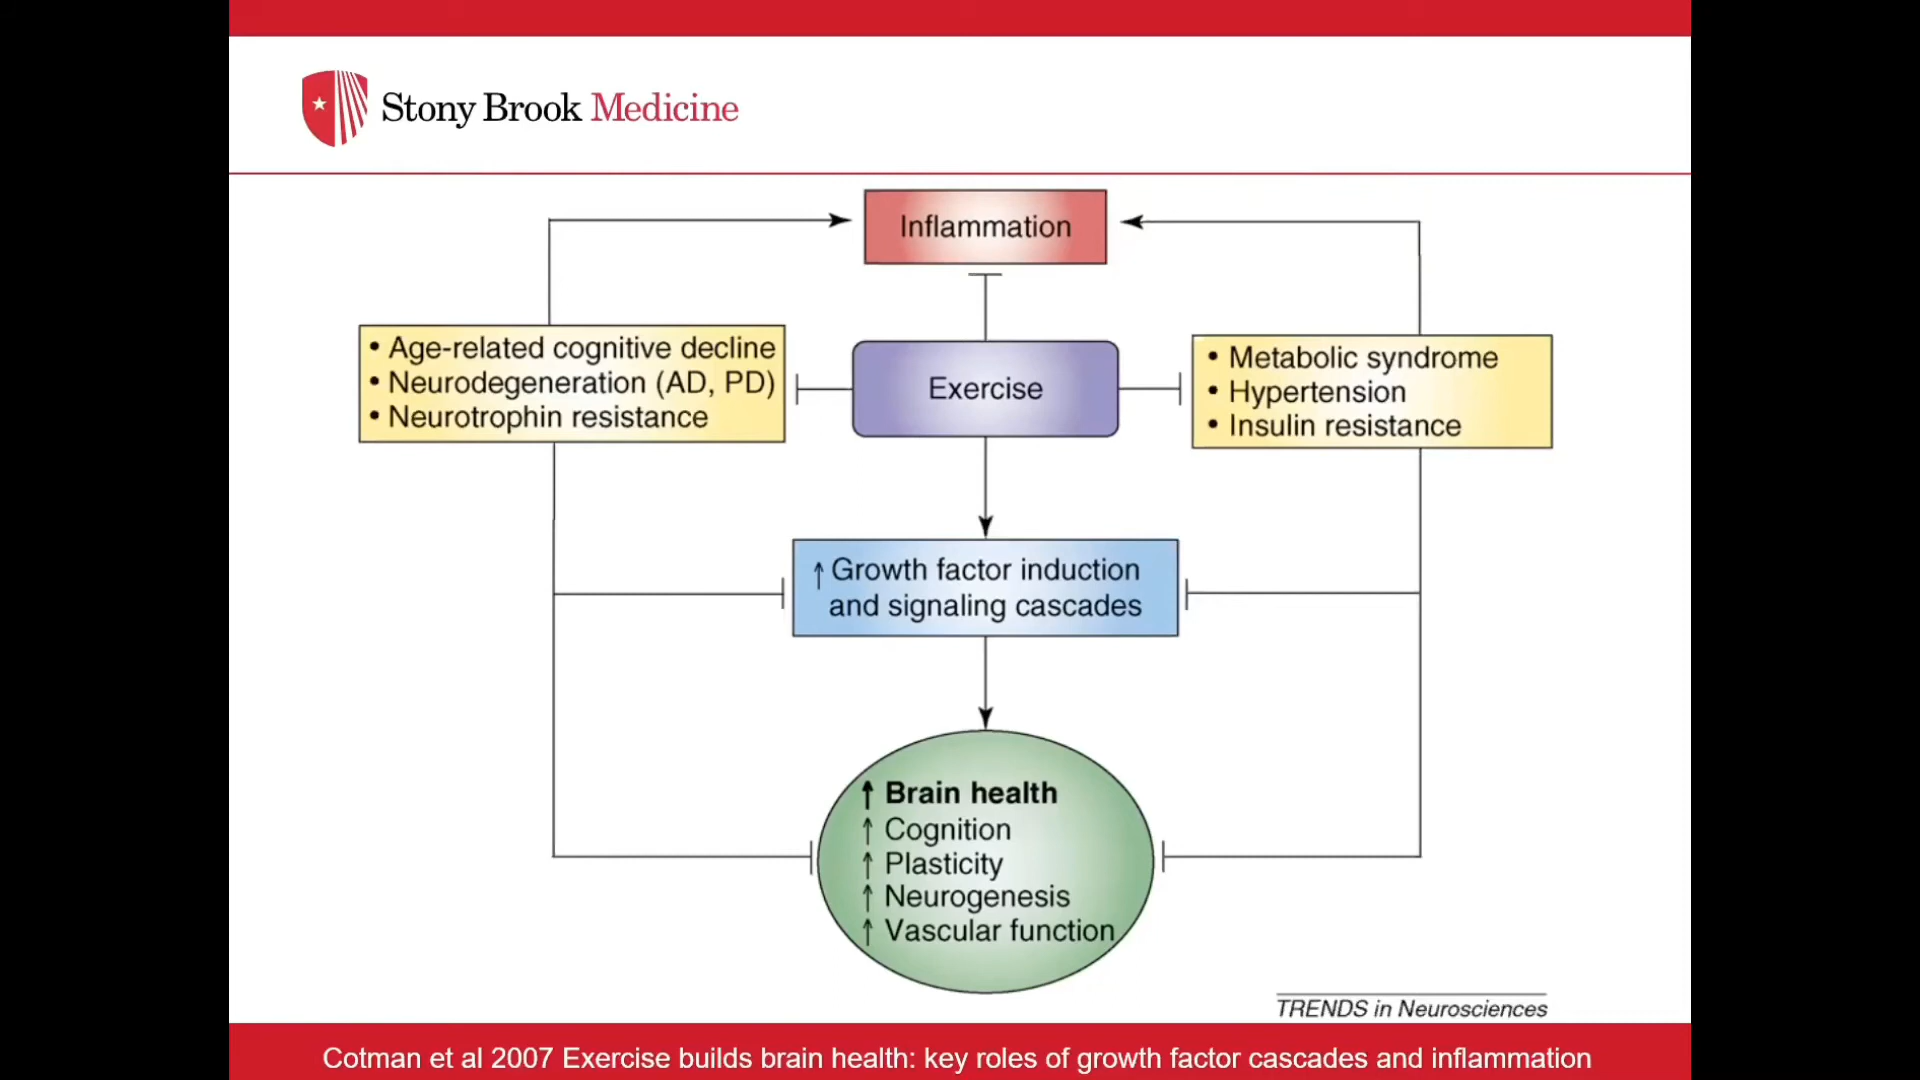 Stony Brook Medicine
Inflammation
• Age-related cognitive decline
• Neurodegeneration (AD, PD)
• Neurotrophin resistance
Exercise
• Metabolic syndrome
• Hypertension
• Insulin resistance
↑ Growth factor induction
and signaling cascades
↑ Brain health
↑ Cognition
↑ Plasticity
↑ Neurogenesis
↑ Vascular function
TRENDS in Neurosciences
Cotman et al 2007 Exercise builds brain health: key roles of growth factor cascades and inflammation